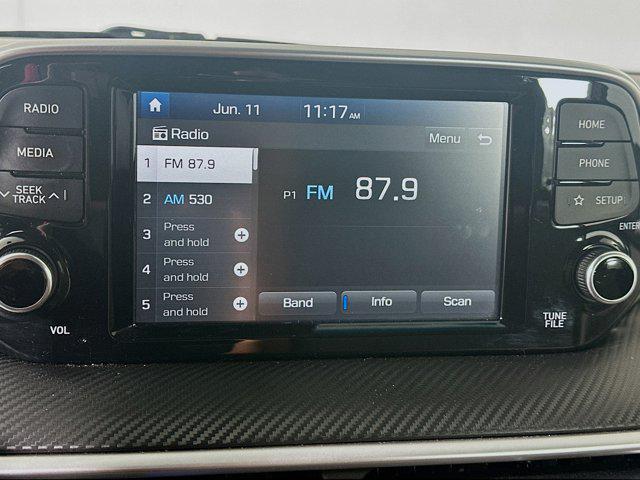 Jun. 11 11:17 AM
Radio
Menu
1 FM 87.9
2 AM 530
3 Press and hold
4 Press and hold
5 Press and hold
P1 FM 87.9
Band Info Scan
RADIO
MEDIA
SEEK
TRACK
VOL
HOME
PHONE
SETUP
ENTER
TUNE
FILE